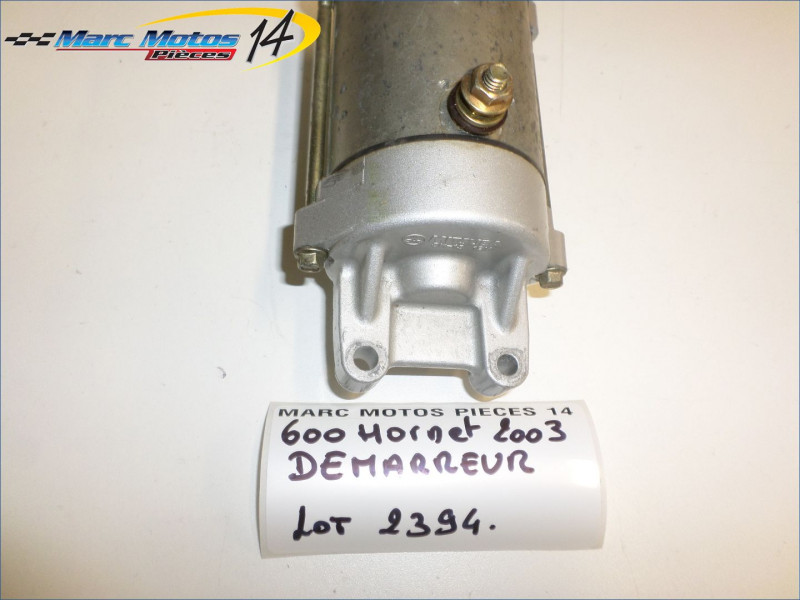 Marc Motos 14
Pièces
MARC MOTOS PIECES 14
600 Hornet 2003
DEMARREUR
LOT 2394.